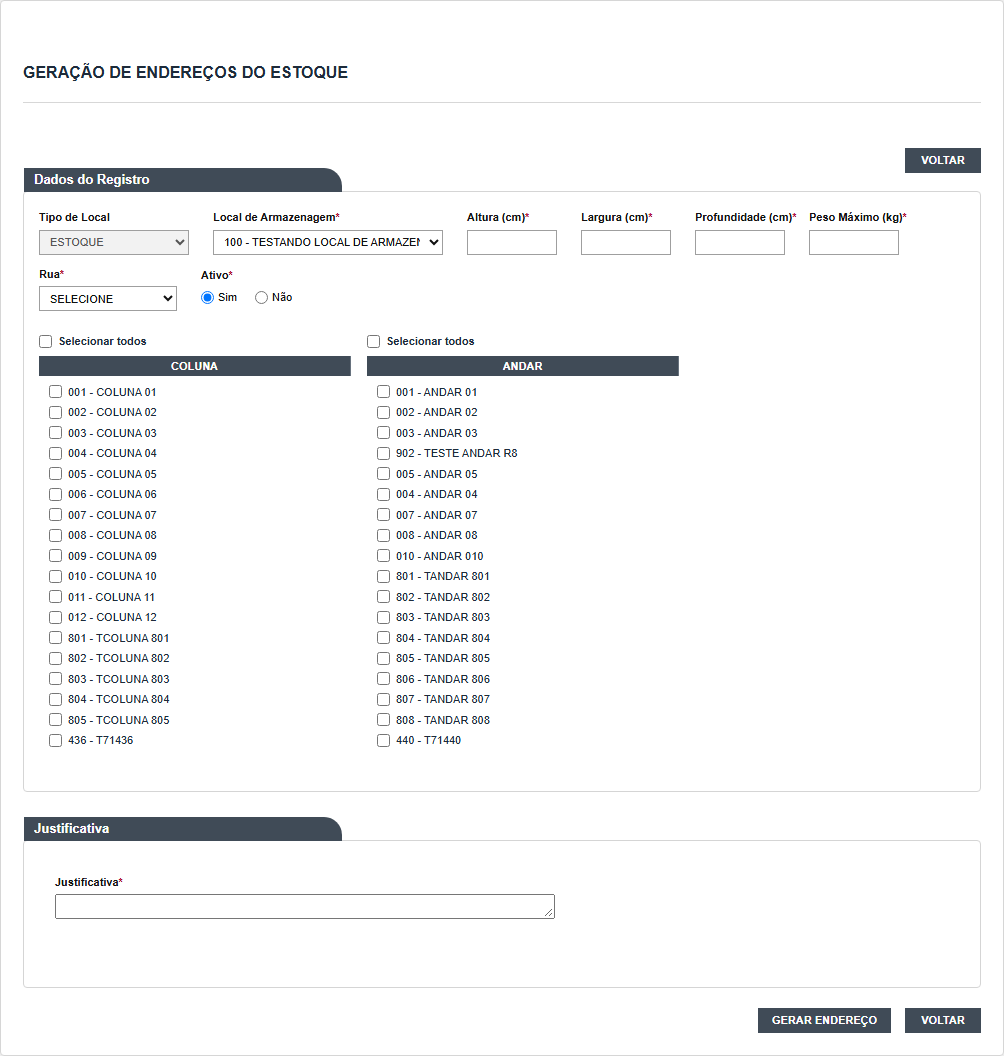 GERAÇÃO DE ENDEREÇOS DO ESTOQUE
VOLTAR
Dados do Registro
Tipo de Local Local de Armazenagem* Altura (cm)* Largura (cm)* Profundidade (cm)* Peso Máximo (kg)*
ESTOQUE 100 - TESTANDO LOCAL DE ARMAZEN
Rua* Ativo*
SELECIONE Sim Não
Selecionar todos Selecionar todos
COLUNA ANDAR
001 - COLUNA 01 001 - ANDAR 01
002 - COLUNA 02 002 - ANDAR 02
003 - COLUNA 03 003 - ANDAR 03
004 - COLUNA 04 902 - TESTE ANDAR R8
005 - COLUNA 05 005 - ANDAR 05
006 - COLUNA 06 004 - ANDAR 04
007 - COLUNA 07 007 - ANDAR 07
008 - COLUNA 08 008 - ANDAR 08
009 - COLUNA 09 010 - ANDAR 010
010 - COLUNA 10 801 - TANDAR 801
011 - COLUNA 11 802 - TANDAR 802
012 - COLUNA 12 803 - TANDAR 803
801 - TCOLUNA 801 804 - TANDAR 804
802 - TCOLUNA 802 805 - TANDAR 805
803 - TCOLUNA 803 806 - TANDAR 806
804 - TCOLUNA 804 807 - TANDAR 807
805 - TCOLUNA 805 808 - TANDAR 808
436 - T71436 440 - T71440
Justificativa
Justificativa*
GERAR ENDEREÇO VOLTAR